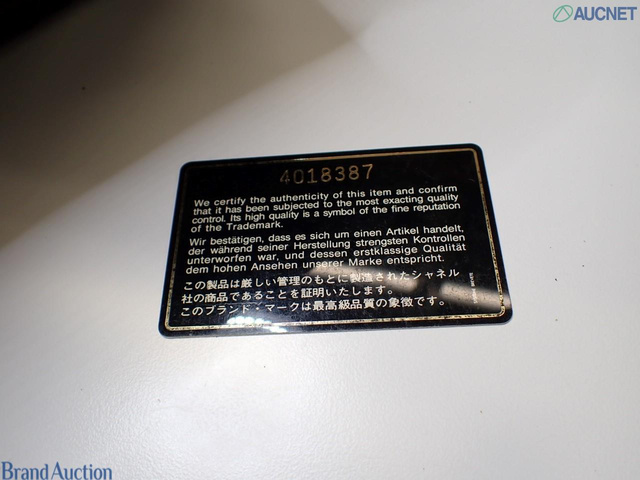 AUCNET
4018387
We certify the authenticity of this item and confirm
that it has been subjected to the most exacting quality
control. Its high quality is a symbol of the fine reputation
of the Trademark.
Wir bestätigen, dass es sich um einen Artikel handelt,
der während seiner Herstellung strengsten Kontrollen
unterworfen war, und dessen erstklassige Qualität
dem hohen Ansehen unserer Marke entspricht.
この製品は厳しい管理のもとに製造されたシャネル
社の商品であることを証明いたします。
このブランド・マークは最高級品質の象徴です。
Brand Auction